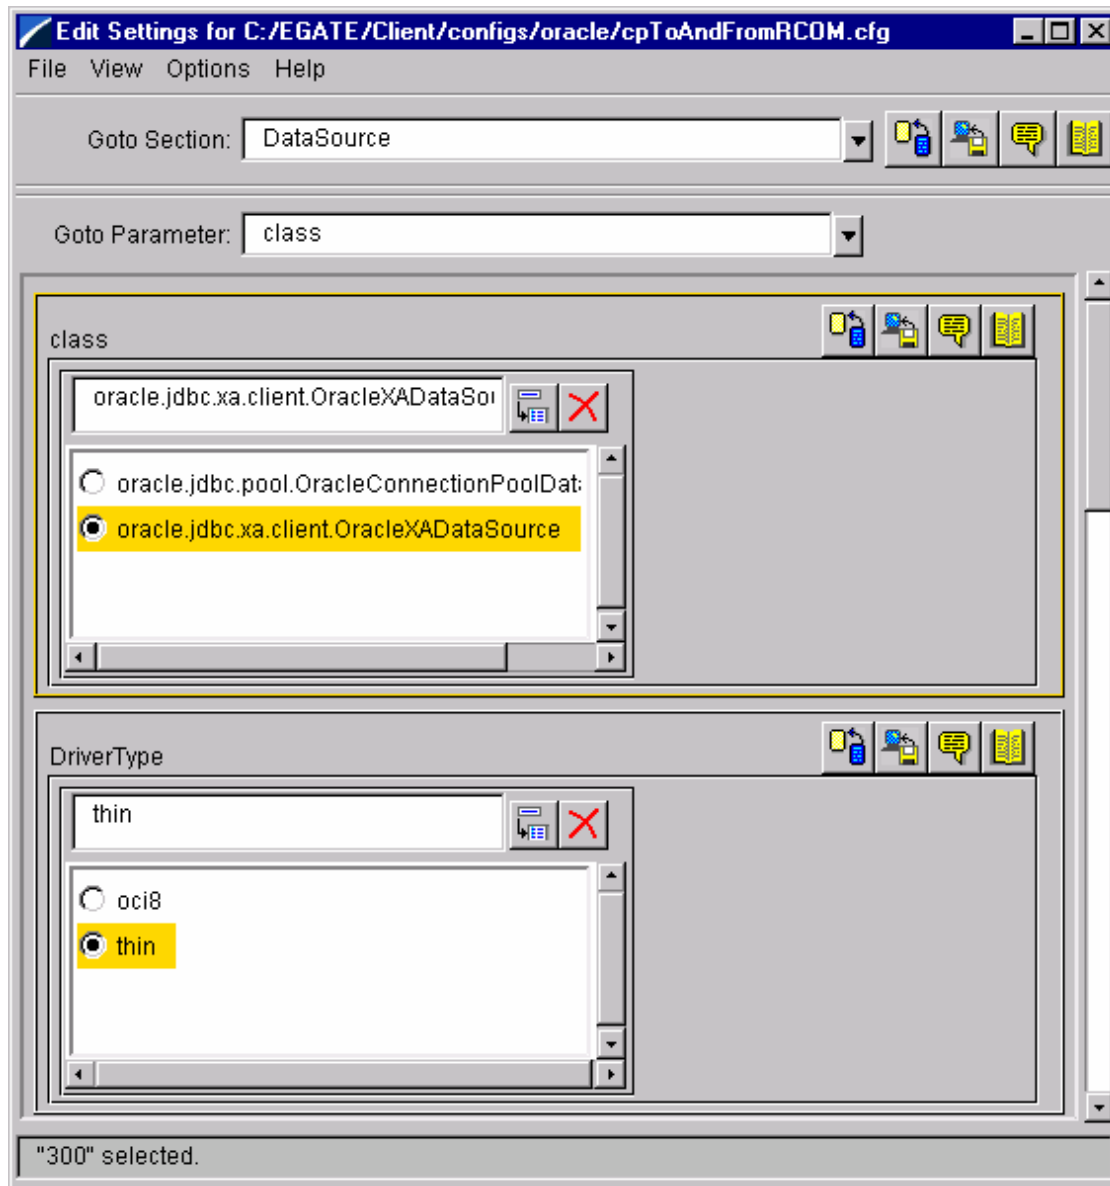 Edit Settings for C:/EGATE/Client/configs/oracle/cpToAndFromRCOM.cfg
File View Options Help
Goto Section: DataSource
Goto Parameter: class
class
oracle.jdbc.xa.client.OracleXADataSou
oracle.jdbc.pool.OracleConnectionPoolData
oracle.jdbc.xa.client.OracleXADataSource
DriverType
thin
oci8
thin
"300" selected.